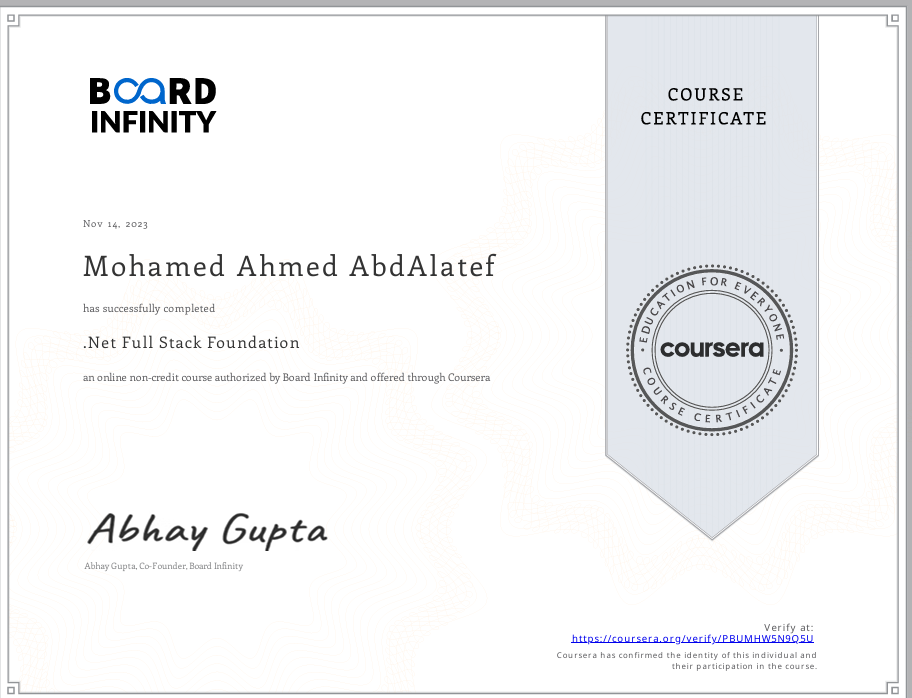 BOARD
INFINITY
COURSE
CERTIFICATE
Nov 14, 2023
Mohamed Ahmed AbdAlatef
has successfully completed
.Net Full Stack Foundation
an online non-credit course authorized by Board Infinity and offered through Coursera
EDUCATION FOR EVERYONE
coursera
COURSE CERTIFICATE
Abhay Gupta
Abhay Gupta, Co-Founder, Board Infinity
Verify at:
https://coursera.org/verify/PBUMHW5N9Q5U
Coursera has confirmed the identity of this individual and
their participation in the course.